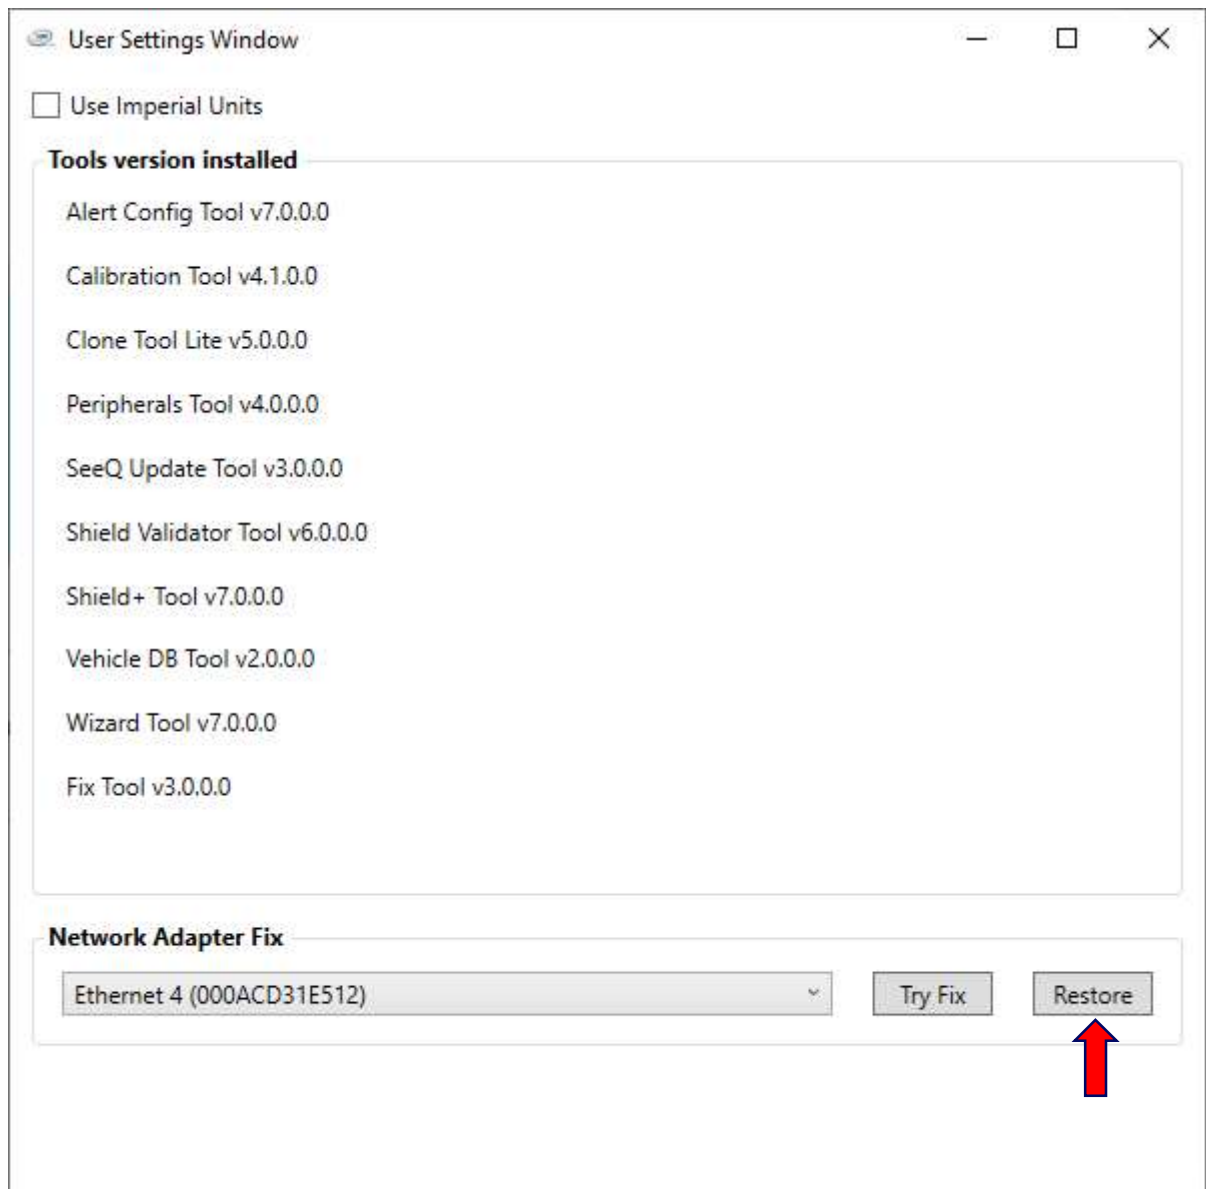 User Settings Window
Use Imperial Units
Tools version installed
Alert Config Tool v7.0.0.0
Calibration Tool v4.1.0.0
Clone Tool Lite v5.0.0.0
Peripherals Tool v4.0.0.0
SeeQ Update Tool v3.0.0.0
Shield Validator Tool v6.0.0.0
Shield+ Tool v7.0.0.0
Vehicle DB Tool v2.0.0.0
Wizard Tool v7.0.0.0
Fix Tool v3.0.0.0
Network Adapter Fix
Ethernet 4 (000ACD31E512) Try Fix Restore